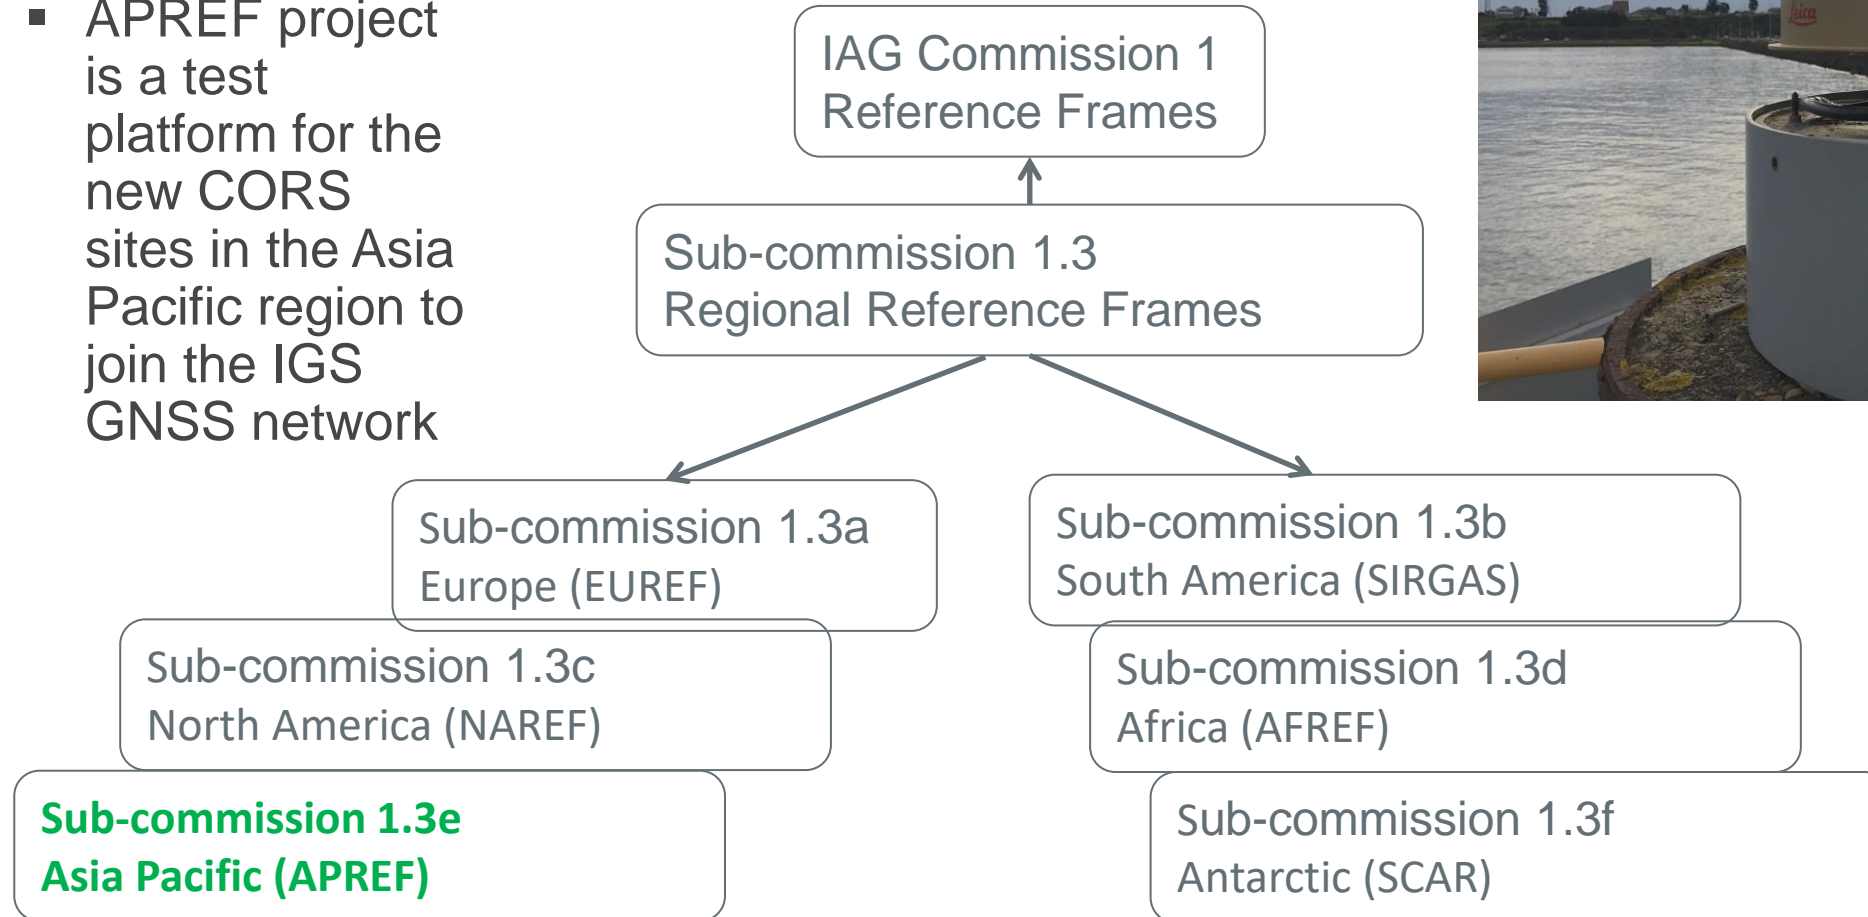 ▪ APREF project
is a test
platform for the
new CORS
sites in the Asia
Pacific region to
join the IGS
GNSS network
IAG Commission 1
Reference Frames
Sub-commission 1.3
Regional Reference Frames
Sub-commission 1.3a
Europe (EUREF)
Sub-commission 1.3b
South America (SIRGAS)
Sub-commission 1.3c
North America (NAREF)
Sub-commission 1.3d
Africa (AFREF)
Sub-commission 1.3e
Asia Pacific (APREF)
Sub-commission 1.3f
Antarctic (SCAR)
Leica